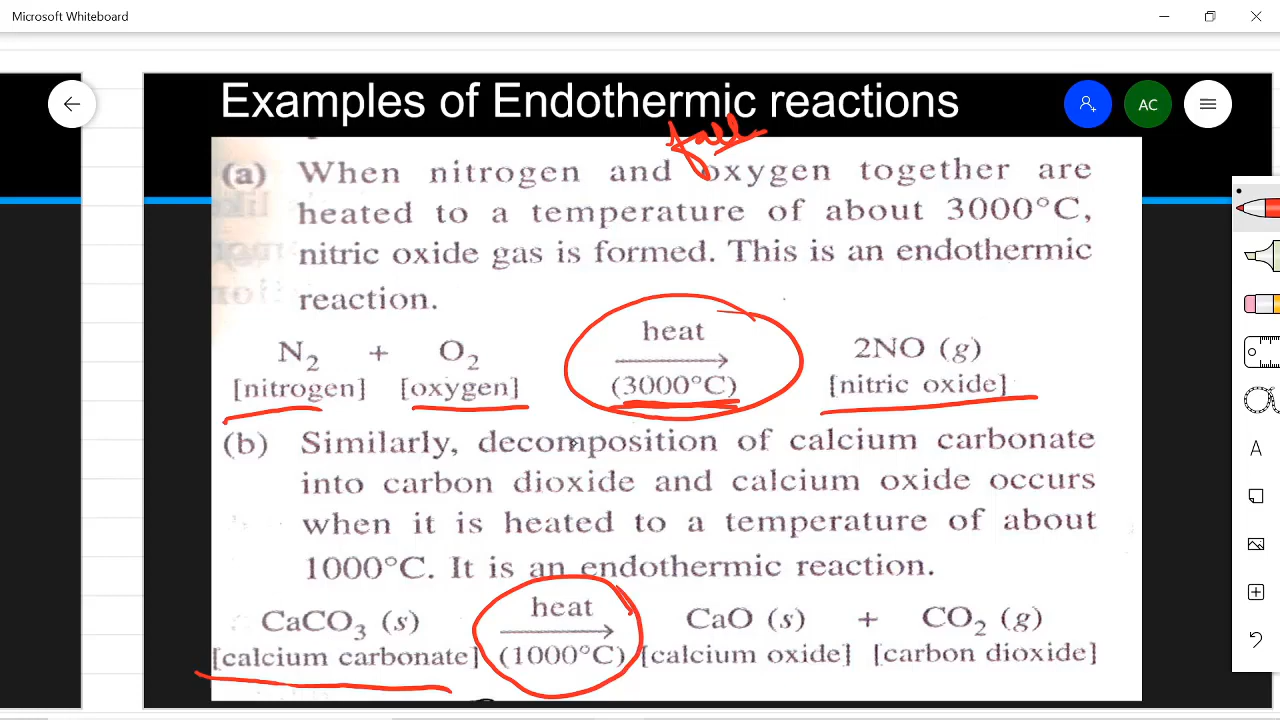 Microsoft Whiteboard
Examples of Endothermic reactions
AC
(a) When nitrogen and oxygen together are
heated to a temperature of about 3000°C,
nitric oxide gas is formed. This is an endothermic
reaction.
N₂ + O₂ heat → (3000°C) 2NO (g)
[nitrogen] [oxygen] [nitric oxide]
(b) Similarly, decomposition of calcium carbonate
into carbon dioxide and calcium oxide occurs
when it is heated to a temperature of about
1000°C. It is an endothermic reaction.
CaCO₃ (s) heat → (1000°C) CaO (s) + CO₂ (g)
[calcium carbonate] [calcium oxide] [carbon dioxide]